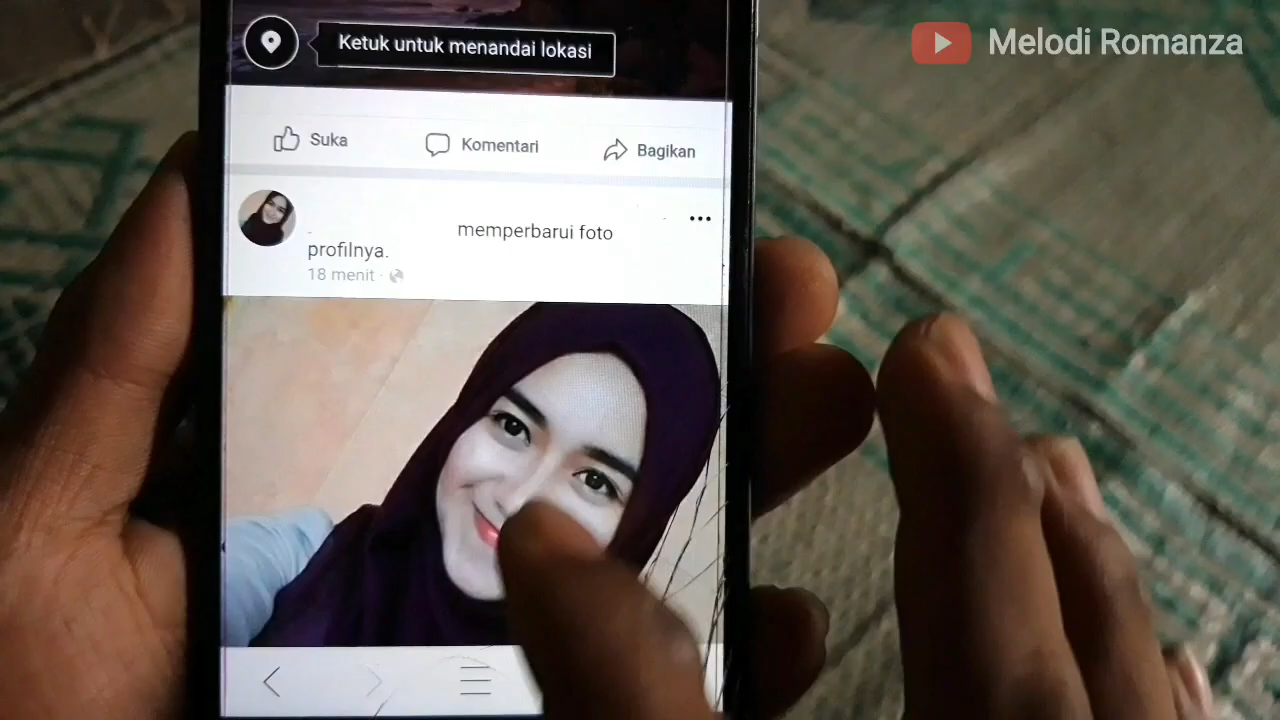 Melodi Romanza
Ketuk untuk menandai lokasi
Suka Komentari Bagikan
memperbarui foto
profilnya.
18 menit